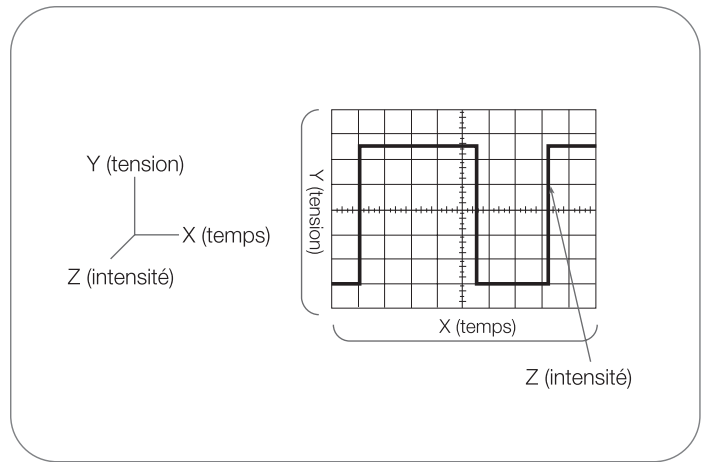 Y (tension)
X (temps)
Z (intensité)
Y (tension)
X (temps)
Z (intensité)